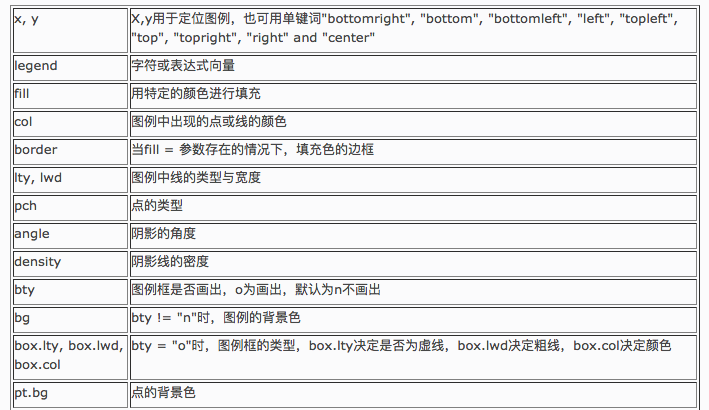 x, y
X,y用于定位图例，也可用单键词"bottomright", "bottom", "bottomleft", "left", "topleft",
"top", "topright", "right" and "center"
legend
字符或表达式向量
fill
用特定的颜色进行填充
col
图例中出现的点或线的颜色
border
当fill = 参数存在的情况下，填充色的边框
lty, lwd
图例中线的类型与宽度
pch
点的类型
angle
阴影的角度
density
阴影线的密度
bty
图例框是否画出，o为画出，默认为n不画出
bg
bty != "n"时，图例的背景色
box.lty, box.lwd,
box.col
bty = "o"时，图例框的类型，box.lty决定是否为虚线，box.lwd决定粗线，box.col决定颜色
pt.bg
点的背景色